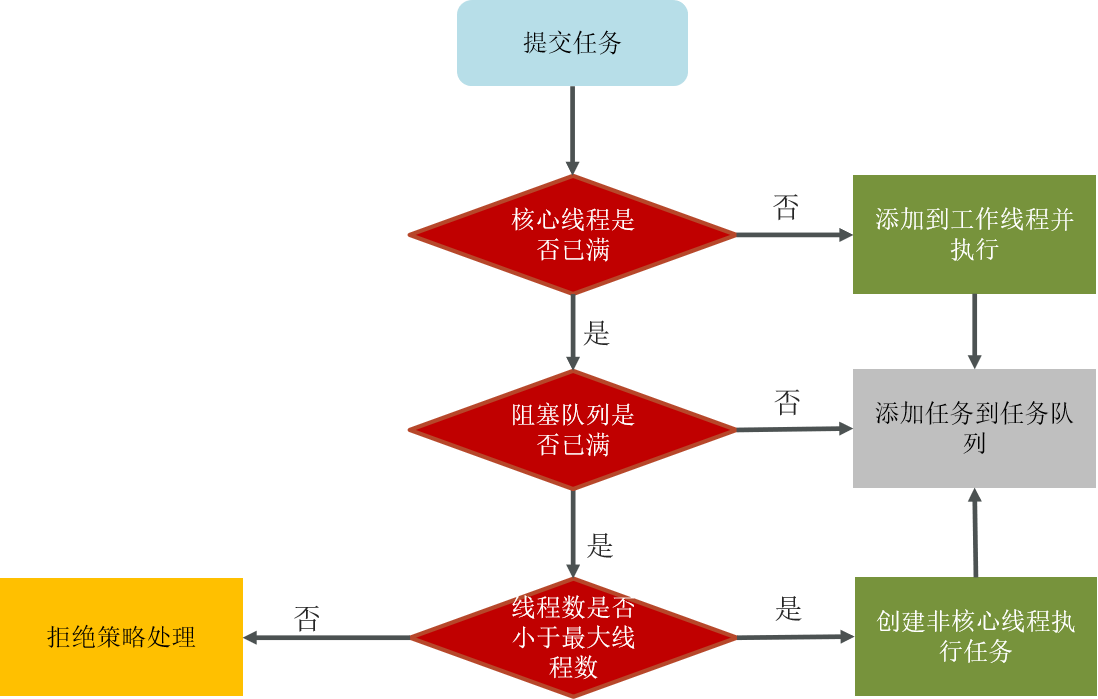 提交任务
核心线程是
否已满
否
添加到工作线程并
执行
是
阻塞队列是
否已满
否
添加任务到任务队
列
是
线程数是否
小于最大线
程数
否
拒绝策略处理
是
创建非核心线程执
行任务